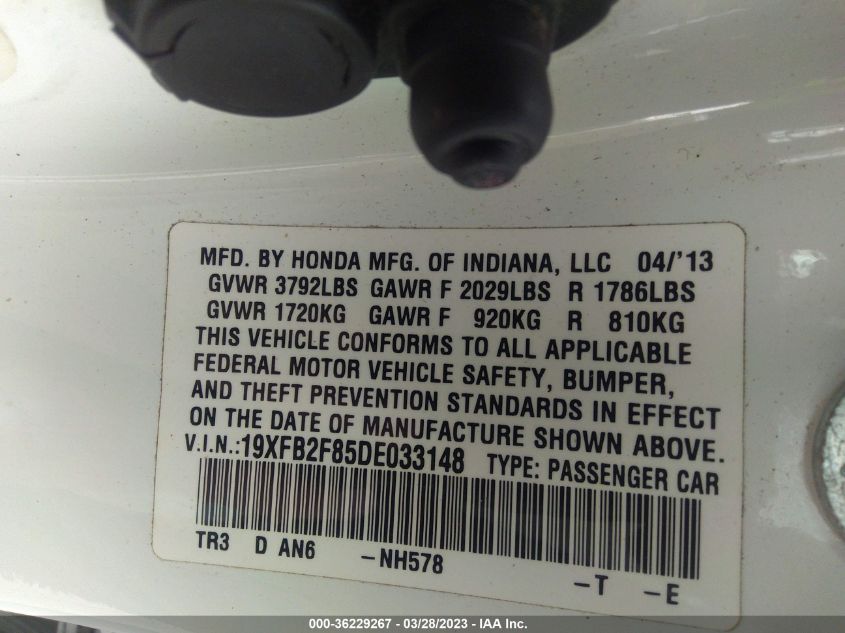 MFD. BY HONDA MFG. OF INDIANA, LLC 04/'13
GVWR 3792LBS GAWR F 2029LBS R 1786LBS
GVWR 1720KG GAWR F 920KG R 810KG
THIS VEHICLE CONFORMS TO ALL APPLICABLE
FEDERAL MOTOR VEHICLE SAFETY, BUMPER,
AND THEFT PREVENTION STANDARDS IN EFFECT
ON THE DATE OF MANUFACTURE SHOWN ABOVE.
V.I.N.:19XFB2F85DE033148 TYPE: PASSENGER CAR
TR3 D AN6 –NH578 –T –E
000-36229267 - 03/28/2023 - IAA Inc.